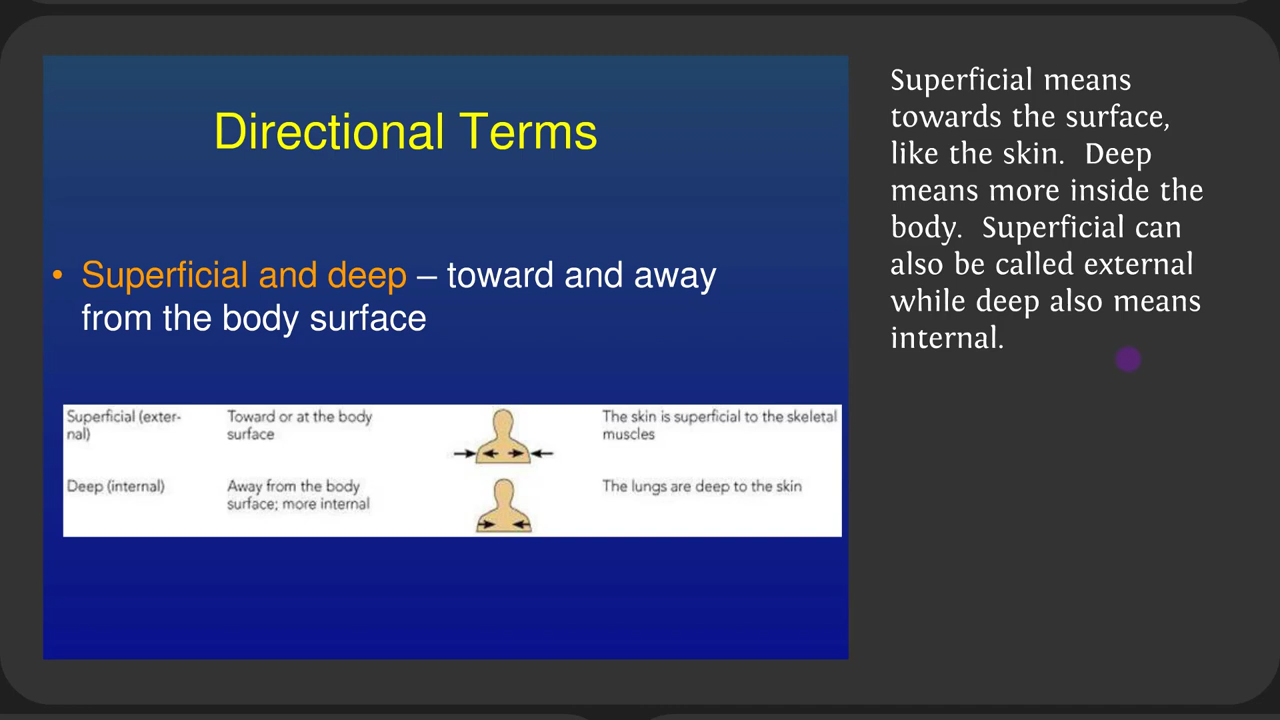 Directional Terms
• Superficial and deep – toward and away
from the body surface
Superficial (exter-
nal)
Toward or at the body
surface
The skin is superficial to the skeletal
muscles
Deep (internal)
Away from the body
surface; more internal
The lungs are deep to the skin
Superficial means
towards the surface,
like the skin.  Deep
means more inside the
body.  Superficial can
also be called external
while deep also means
internal.